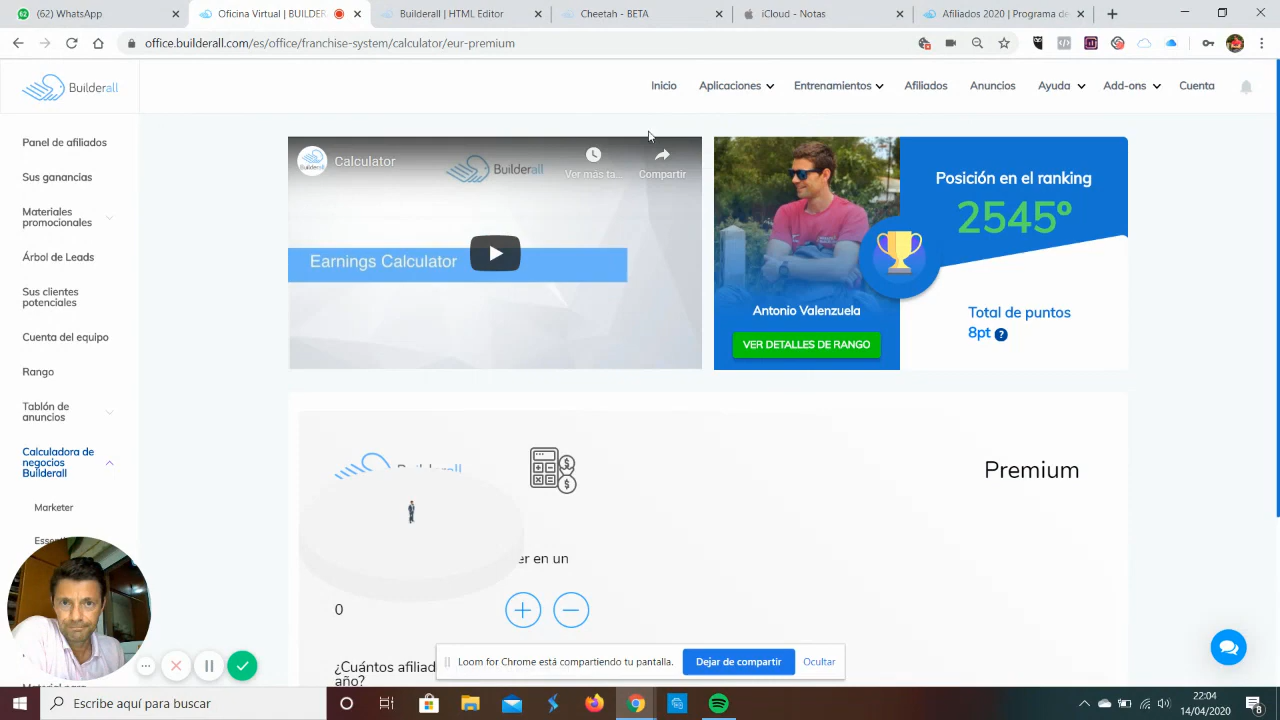 62 WhatsApp
Oficina Virtual | BUILDER
Builderall | HTML Editor
Cheetah - BETA
iCloud - Notas
Afiliados 2020 | Programa de
office.builderall.com/es/office/franchise-system/calculator/eur-premium
Builderall
Inicio
Aplicaciones
Entrenamientos
Afiliados
Anuncios
Ayuda
Add-ons
Cuenta
Panel de afiliados
Sus ganancias
Materiales
promocionales
Árbol de Leads
Sus clientes
potenciales
Cuenta del equipo
Rango
Tablón de
anuncios
Calculadora de
negocios
Builderall
Marketer
Calculator
Builderall
Ver más ta...
Compartir
Earnings Calculator
Antonio Valenzuela
VER DETALLES DE RANGO
Posición en el ranking
2545º
Total de puntos
8pt ?
Premium
er en un
0
¿Cuántos afiliad
año?
Loom for Chrome está compartiendo tu pantalla.
Dejar de compartir
Ocultar
Escribe aquí para buscar
22:04
14/04/2020
8